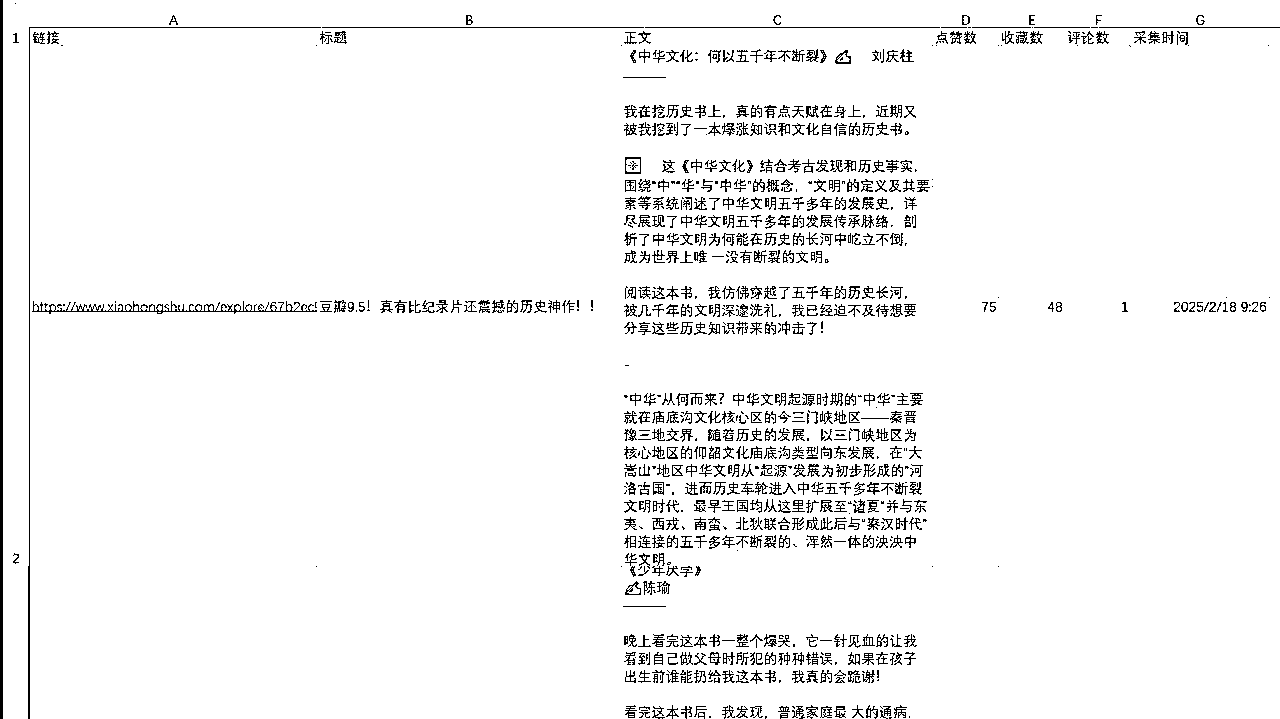 A B C D E F G
1 链接 标题 正文 点赞数 收藏数 评论数 采集时间
《中华文化：何以五千年不断裂》✍ 刘庆柱
———
我在挖历史书上，真的有点天赋在身上，近期又
被我挖到了一本爆涨知识和文化自信的历史书。
这《中华文化》结合考古发现和历史事实，
围绕“中”“华”与“中华”的概念，“文明”的定义及其要
素等系统阐述了中华文明五千多年的发展史，详
尽展现了中华文明五千多年的发展传承脉络，剖
析了中华文明为何能在历史的长河中屹立不倒，
成为世界上唯 一没有断裂的文明。
阅读这本书，我仿佛穿越了五千年的历史长河，
https://www.xiaohongshu.com/explore/67b2ec 豆瓣9.5！真有比纪录片还震撼的历史神作！！ 被几千年的文明深邃洗礼，我已经迫不及待想要 75 48 1 2025/2/18 9:26
分享这些历史知识带来的冲击了！
-
“中华”从何而来？中华文明起源时期的“中华”主要
就在庙底沟文化核心区的今三门峡地区——秦晋
豫三地交界，随着历史的发展，以三门峡地区为
核心地区的仰韶文化庙底沟类型向东发展，在“大
嵩山”地区中华文明从“起源”发展为初步形成的“河
洛古国”，进而历史车轮进入中华五千多年不断裂
文明时代，最早王国均从这里扩展至“诸夏”并与东
夷、西戎、南蛮、北狄联合形成此后与“秦汉时代”
相连接的五千多年不断裂的、浑然一体的泱泱中
2 华文明。
《少年厌学》
✍陈瑜
———
晚上看完这本书一整个爆哭，它一针见血的让我
看到自己做父母时所犯的种种错误，如果在孩子
出生前谁能扔给我这本书，我真的会跪谢！
看完这本书后，我发现，普通家庭最 大的通病，